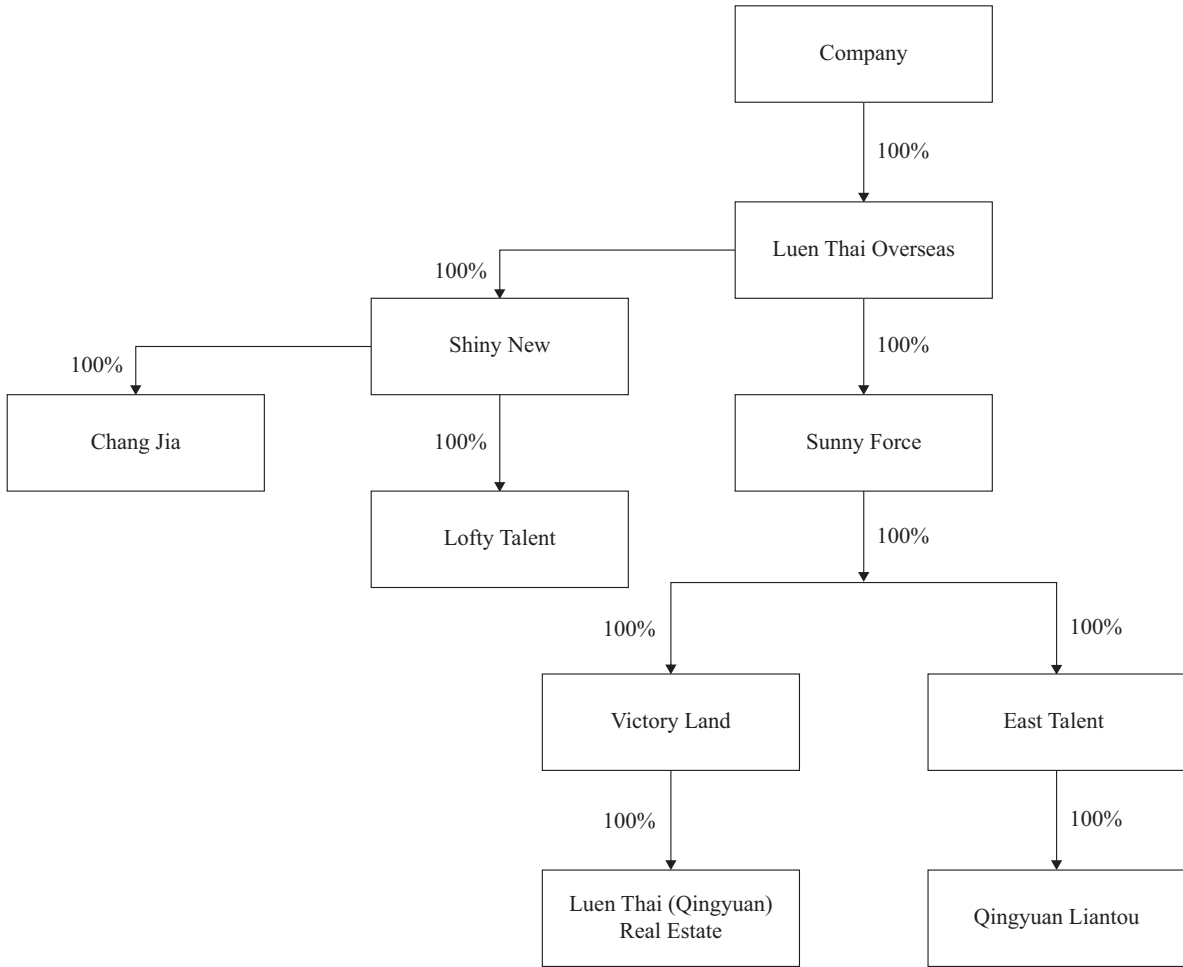 Company
100%
Luen Thai Overseas
100%
100%
Shiny New
100%
100%
Chang Jia
Sunny Force
100%
Lofty Talent
100%
100%
100%
Victory Land
East Talent
100%
100%
Luen Thai (Qingyuan)
Real Estate
Qingyuan Liantou